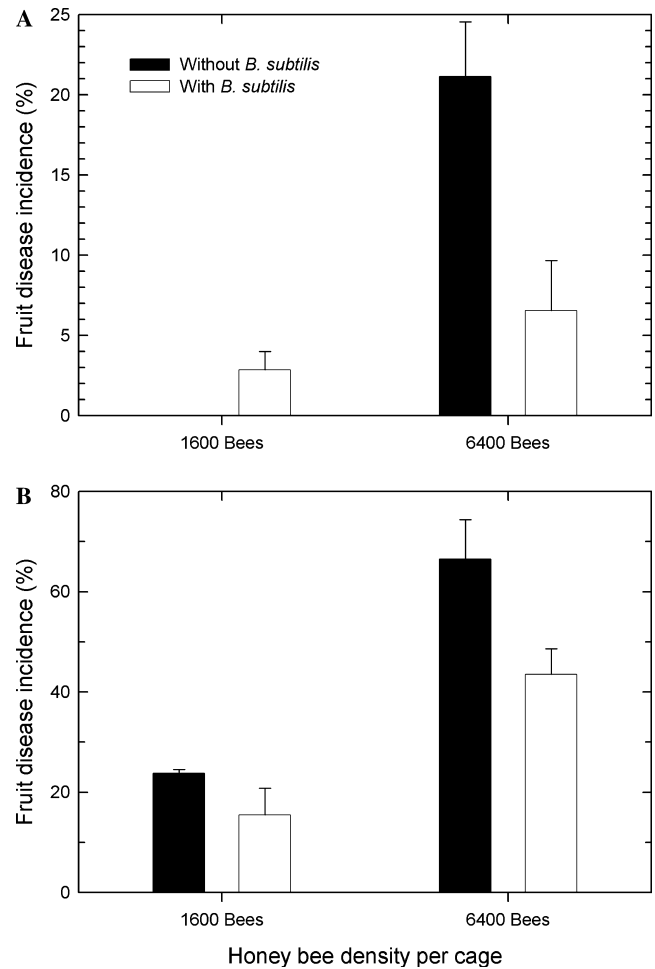 A
25
20
15
10
5
0
Fruit disease incidence (%)
Without B. subtilis
With B. subtilis
1600 Bees
6400 Bees
B
80
60
40
20
0
Fruit disease incidence (%)
1600 Bees
6400 Bees
Honey bee density per cage